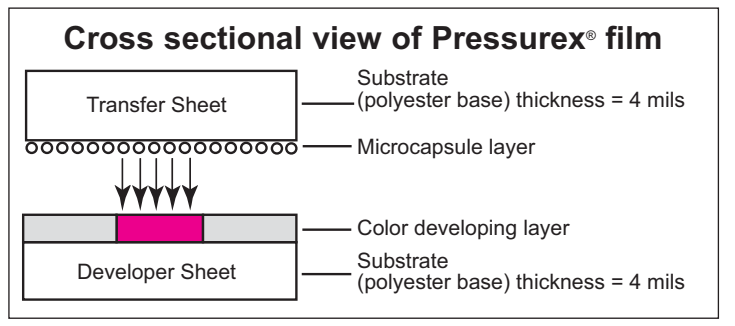 Cross sectional view of Pressurex® film
Transfer Sheet
Substrate
(polyester base) thickness = 4 mils
Microcapsule layer
Color developing layer
Developer Sheet
Substrate
(polyester base) thickness = 4 mils